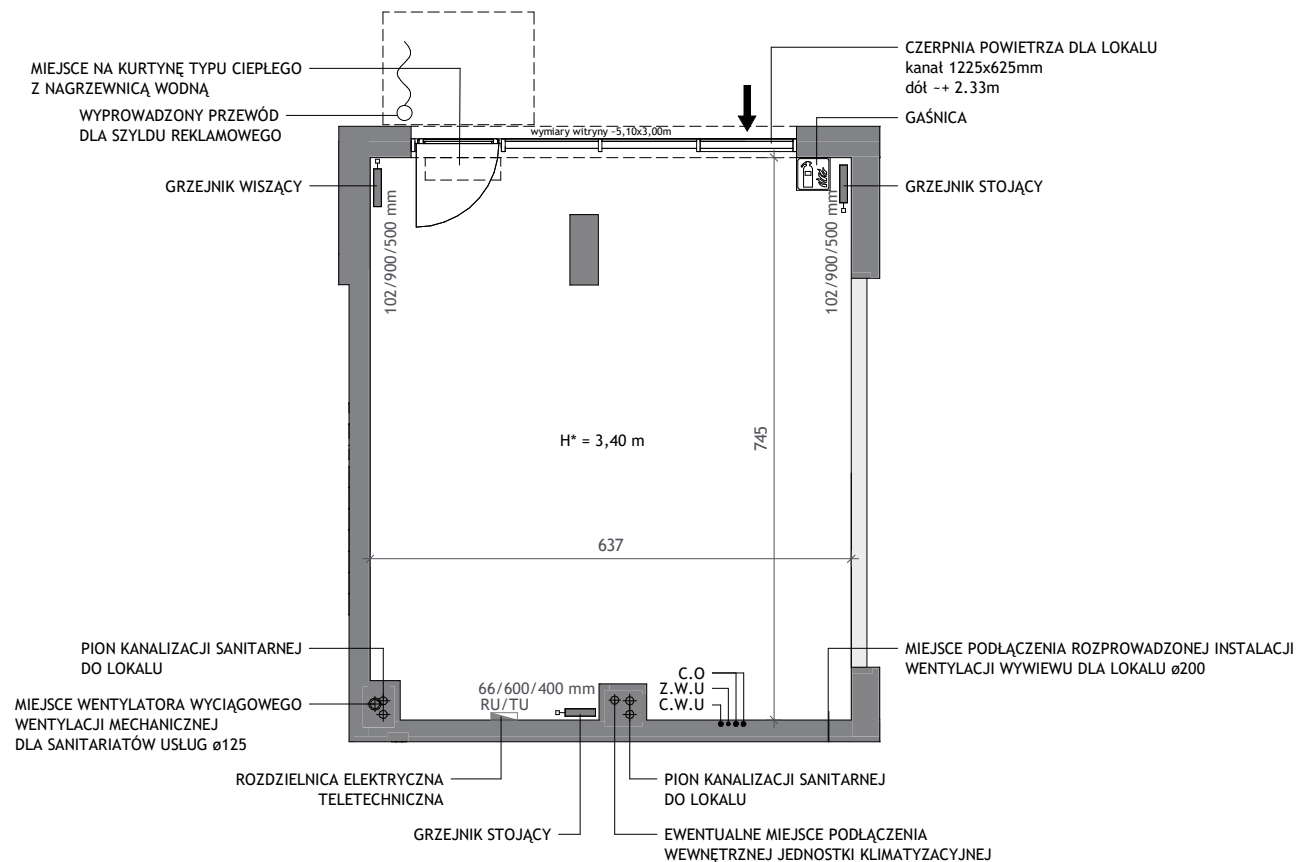 MIEJSCE NA KURTYNĘ TYPU CIEPŁEGO
Z NAGRZEWNICĄ WODNĄ
WYPROWADZONY PRZEWÓD
DLA SZYLDU REKLAMOWEGO
GRZEJNIK WISZĄCY
CZERPNIA POWIETRZA DLA LOKALU
kanał 1225x625mm
dół ~+ 2.33m
GAŚNICA
GRZEJNIK STOJĄCY
wymiary witryny ~5,10x3,00m
102/900/500 mm
102/900/500 mm
H* = 3,40 m
745
637
PION KANALIZACJI SANITARNEJ
DO LOKALU
MIEJSCE WENTYLATORA WYCIĄGOWEGO
WENTYLACJI MECHANICZNEJ
DLA SANITARIATÓW USŁUG ø125
66/600/400 mm
RU/TU
C.O
Z.W.U
C.W.U
MIEJSCE PODŁĄCZENIA ROZPROWADZONEJ INSTALACJI
WENTYLACJI WYWIEWU DLA LOKALU ø200
ROZDZIELNICA ELEKTRYCZNA
TELETECHNICZNA
GRZEJNIK STOJĄCY
PION KANALIZACJI SANITARNEJ
DO LOKALU
EWENTUALNE MIEJSCE PODŁĄCZENIA
WEWNĘTRZNEJ JEDNOSTKI KLIMATYZACYJNEJ